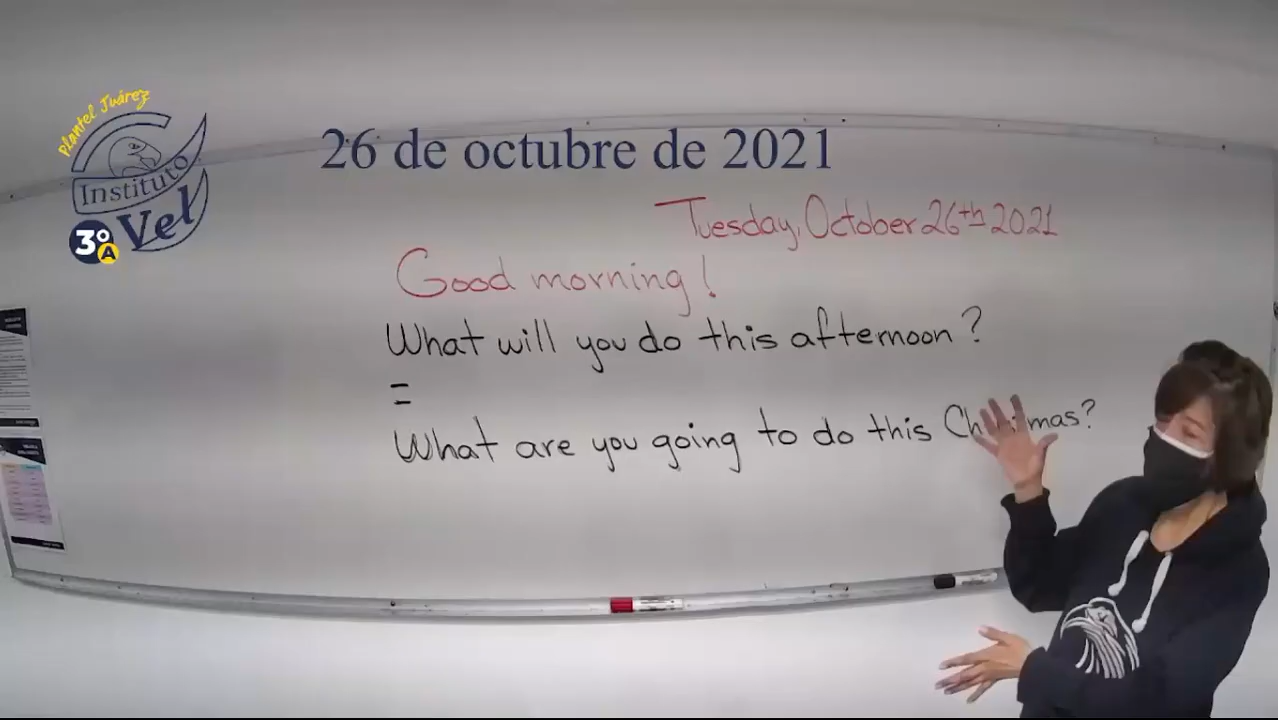 Plantel Juárez
Instituto
Vel
3º
A
26 de octubre de 2021
Tuesday, October 26th 2021
Good morning!
What will you do this afternoon?
=
What are you going to do this Christmas?